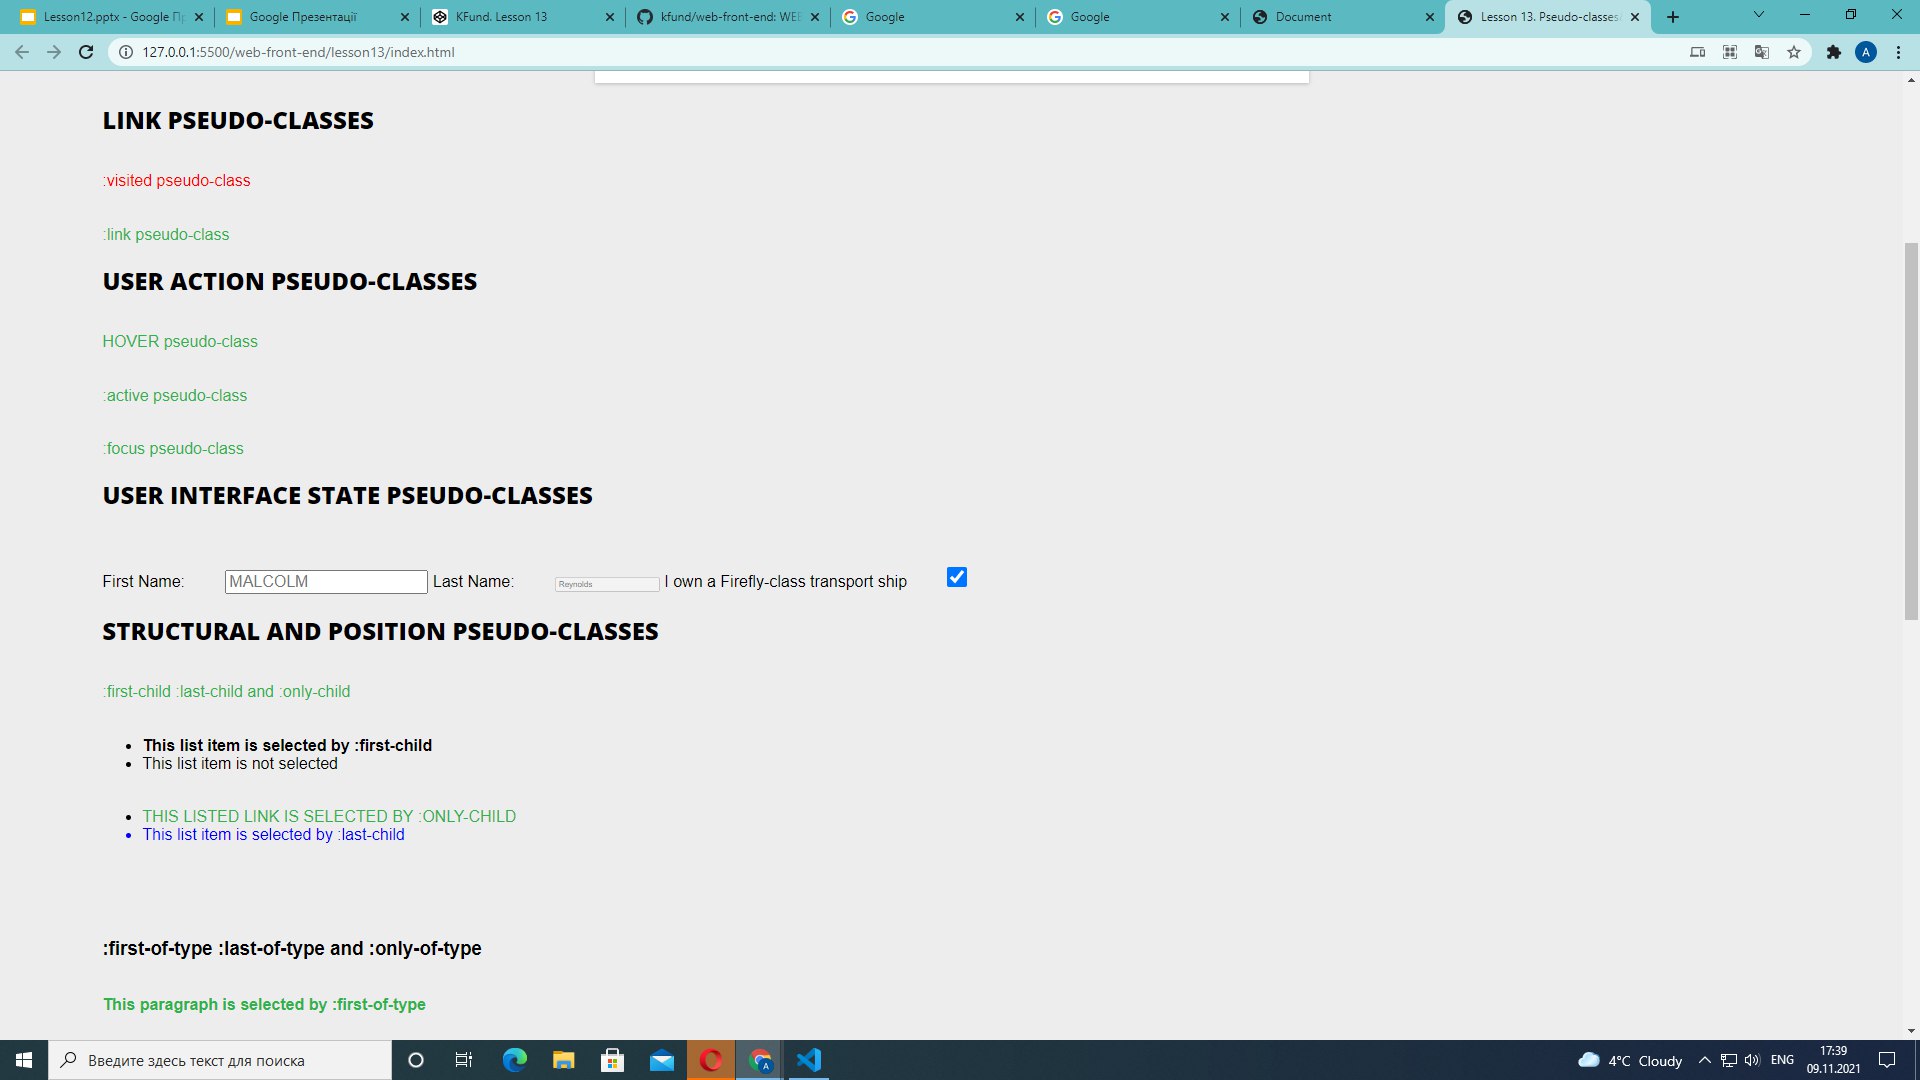 Lesson12.pptx - Google Пр
Google Презентації
KFund. Lesson 13
kfund/web-front-end: WEB
Google
Google
Document
Lesson 13. Pseudo-classes
127.0.0.1:5500/web-front-end/lesson13/index.html
A
LINK PSEUDO-CLASSES
:visited pseudo-class
:link pseudo-class
USER ACTION PSEUDO-CLASSES
HOVER pseudo-class
:active pseudo-class
:focus pseudo-class
USER INTERFACE STATE PSEUDO-CLASSES
First Name: MALCOLM Last Name: Reynolds I own a Firefly-class transport ship
STRUCTURAL AND POSITION PSEUDO-CLASSES
:first-child :last-child and :only-child
This list item is selected by :first-child
This list item is not selected
THIS LISTED LINK IS SELECTED BY :ONLY-CHILD
This list item is selected by :last-child
:first-of-type :last-of-type and :only-of-type
This paragraph is selected by :first-of-type
Введите здесь текст для поиска
A
4°C Cloudy
ENG
17:39
09.11.2021